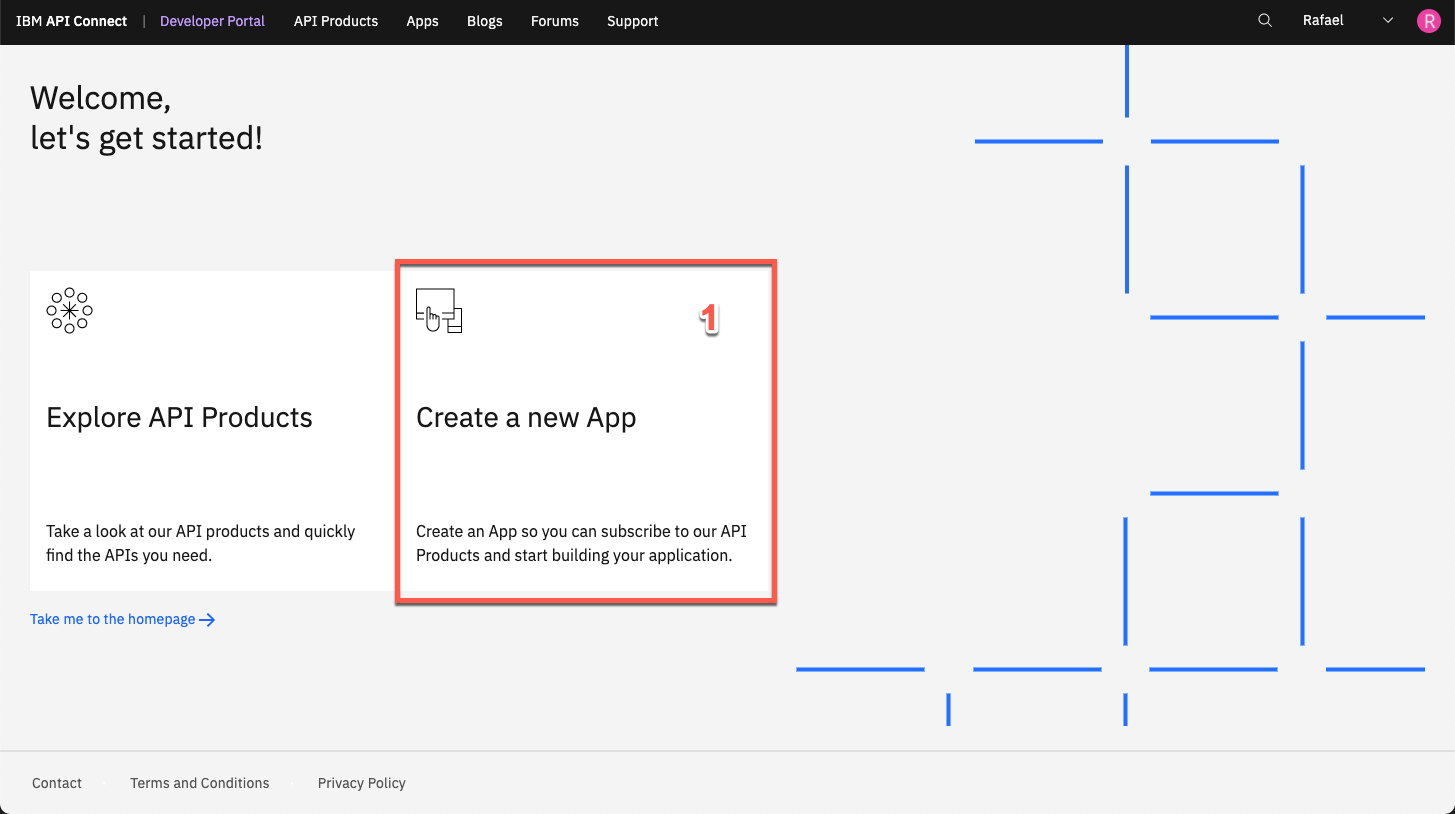 IBM API Connect | Developer Portal API Products Apps Blogs Forums Support Rafael R
Welcome,
let's get started!
1
Explore API Products
Take a look at our API products and quickly
find the APIs you need.
Create a new App
Create an App so you can subscribe to our API
Products and start building your application.
Take me to the homepage
Contact Terms and Conditions Privacy Policy